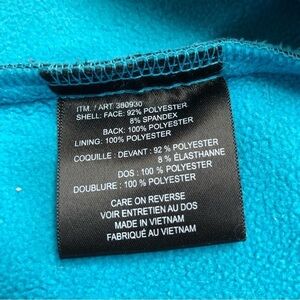 ITM. / ART 380930
SHELL: FACE: 92% POLYESTER
8% SPANDEX
BACK: 100% POLYESTER
LINING: 100% POLYESTER
COQUILLE : DEVANT : 92 % POLYESTER
8 % ÉLASTHANNE
DOS : 100 % POLYESTER
DOUBLURE : 100 % POLYESTER
CARE ON REVERSE
VOIR ENTRETIEN AU DOS
MADE IN VIETNAM
FABRIQUÉ AU VIETNAM